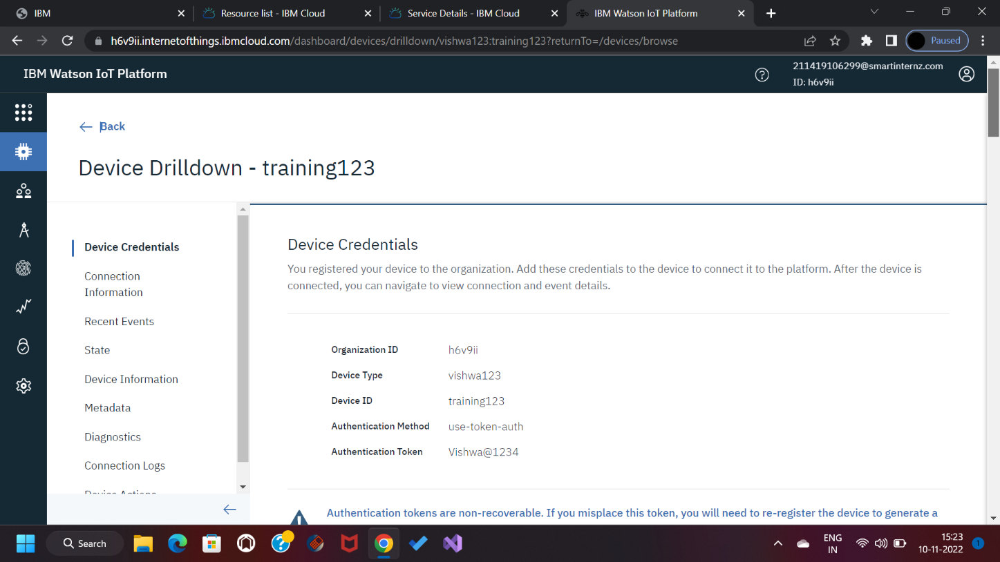 IBM
Resource list - IBM Cloud
Service Details - IBM Cloud
IBM Watson IoT Platform
h6v9ii.internetofthings.ibmcloud.com/dashboard/devices/drilldown/vishwa123:training123?returnTo=/devices/browse
Paused
IBM Watson IoT Platform
211419106299@smartinternz.com
ID: h6v9ii
Back
Device Drilldown - training123
Device Credentials
Connection
Information
Recent Events
State
Device Information
Metadata
Diagnostics
Connection Logs
Device Actions
Device Credentials
You registered your device to the organization. Add these credentials to the device to connect it to the platform. After the device is
connected, you can navigate to view connection and event details.
Organization ID h6v9ii
Device Type vishwa123
Device ID training123
Authentication Method use-token-auth
Authentication Token Vishwa@1234
Authentication tokens are non-recoverable. If you misplace this token, you will need to re-register the device to generate a
Search
ENG
IN
15:23
10-11-2022
1